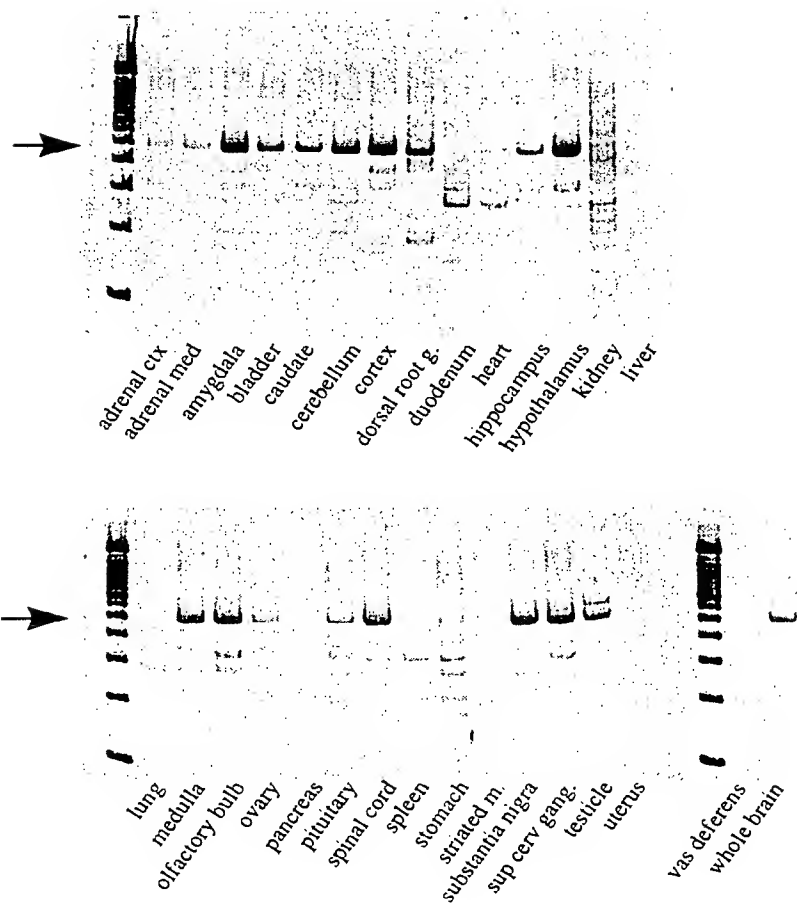 adrenal ctx
adrenal med
amygdala
bladder
caudate
cerebellum
cortex
dorsal root g.
duodenum
heart
hippocampus
hypothalamus
kidney
liver
lung
medulla
olfactory bulb
ovary
pancreas
pituitary
spinal cord
spleen
stomach
striated m.
substantia nigra
sup cerv gang.
testicle
uterus
vas deferens
whole brain